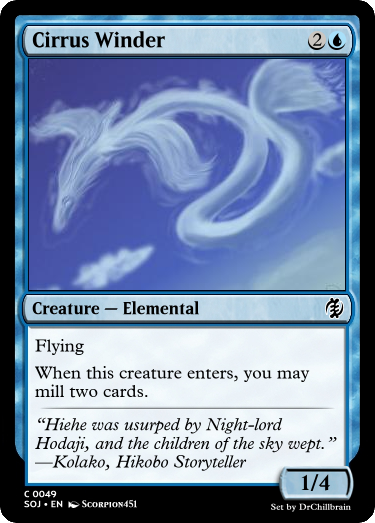 Cirrus Winder 2
Creature — Elemental
Flying
When this creature enters, you may
mill two cards.
“Hiehe was usurped by Night-lord
Hodaji, and the children of the sky wept.”
—Kolako, Hikobo Storyteller
1/4
C 0049
SOJ • EN Scorpion451
Set by DrChillbrain